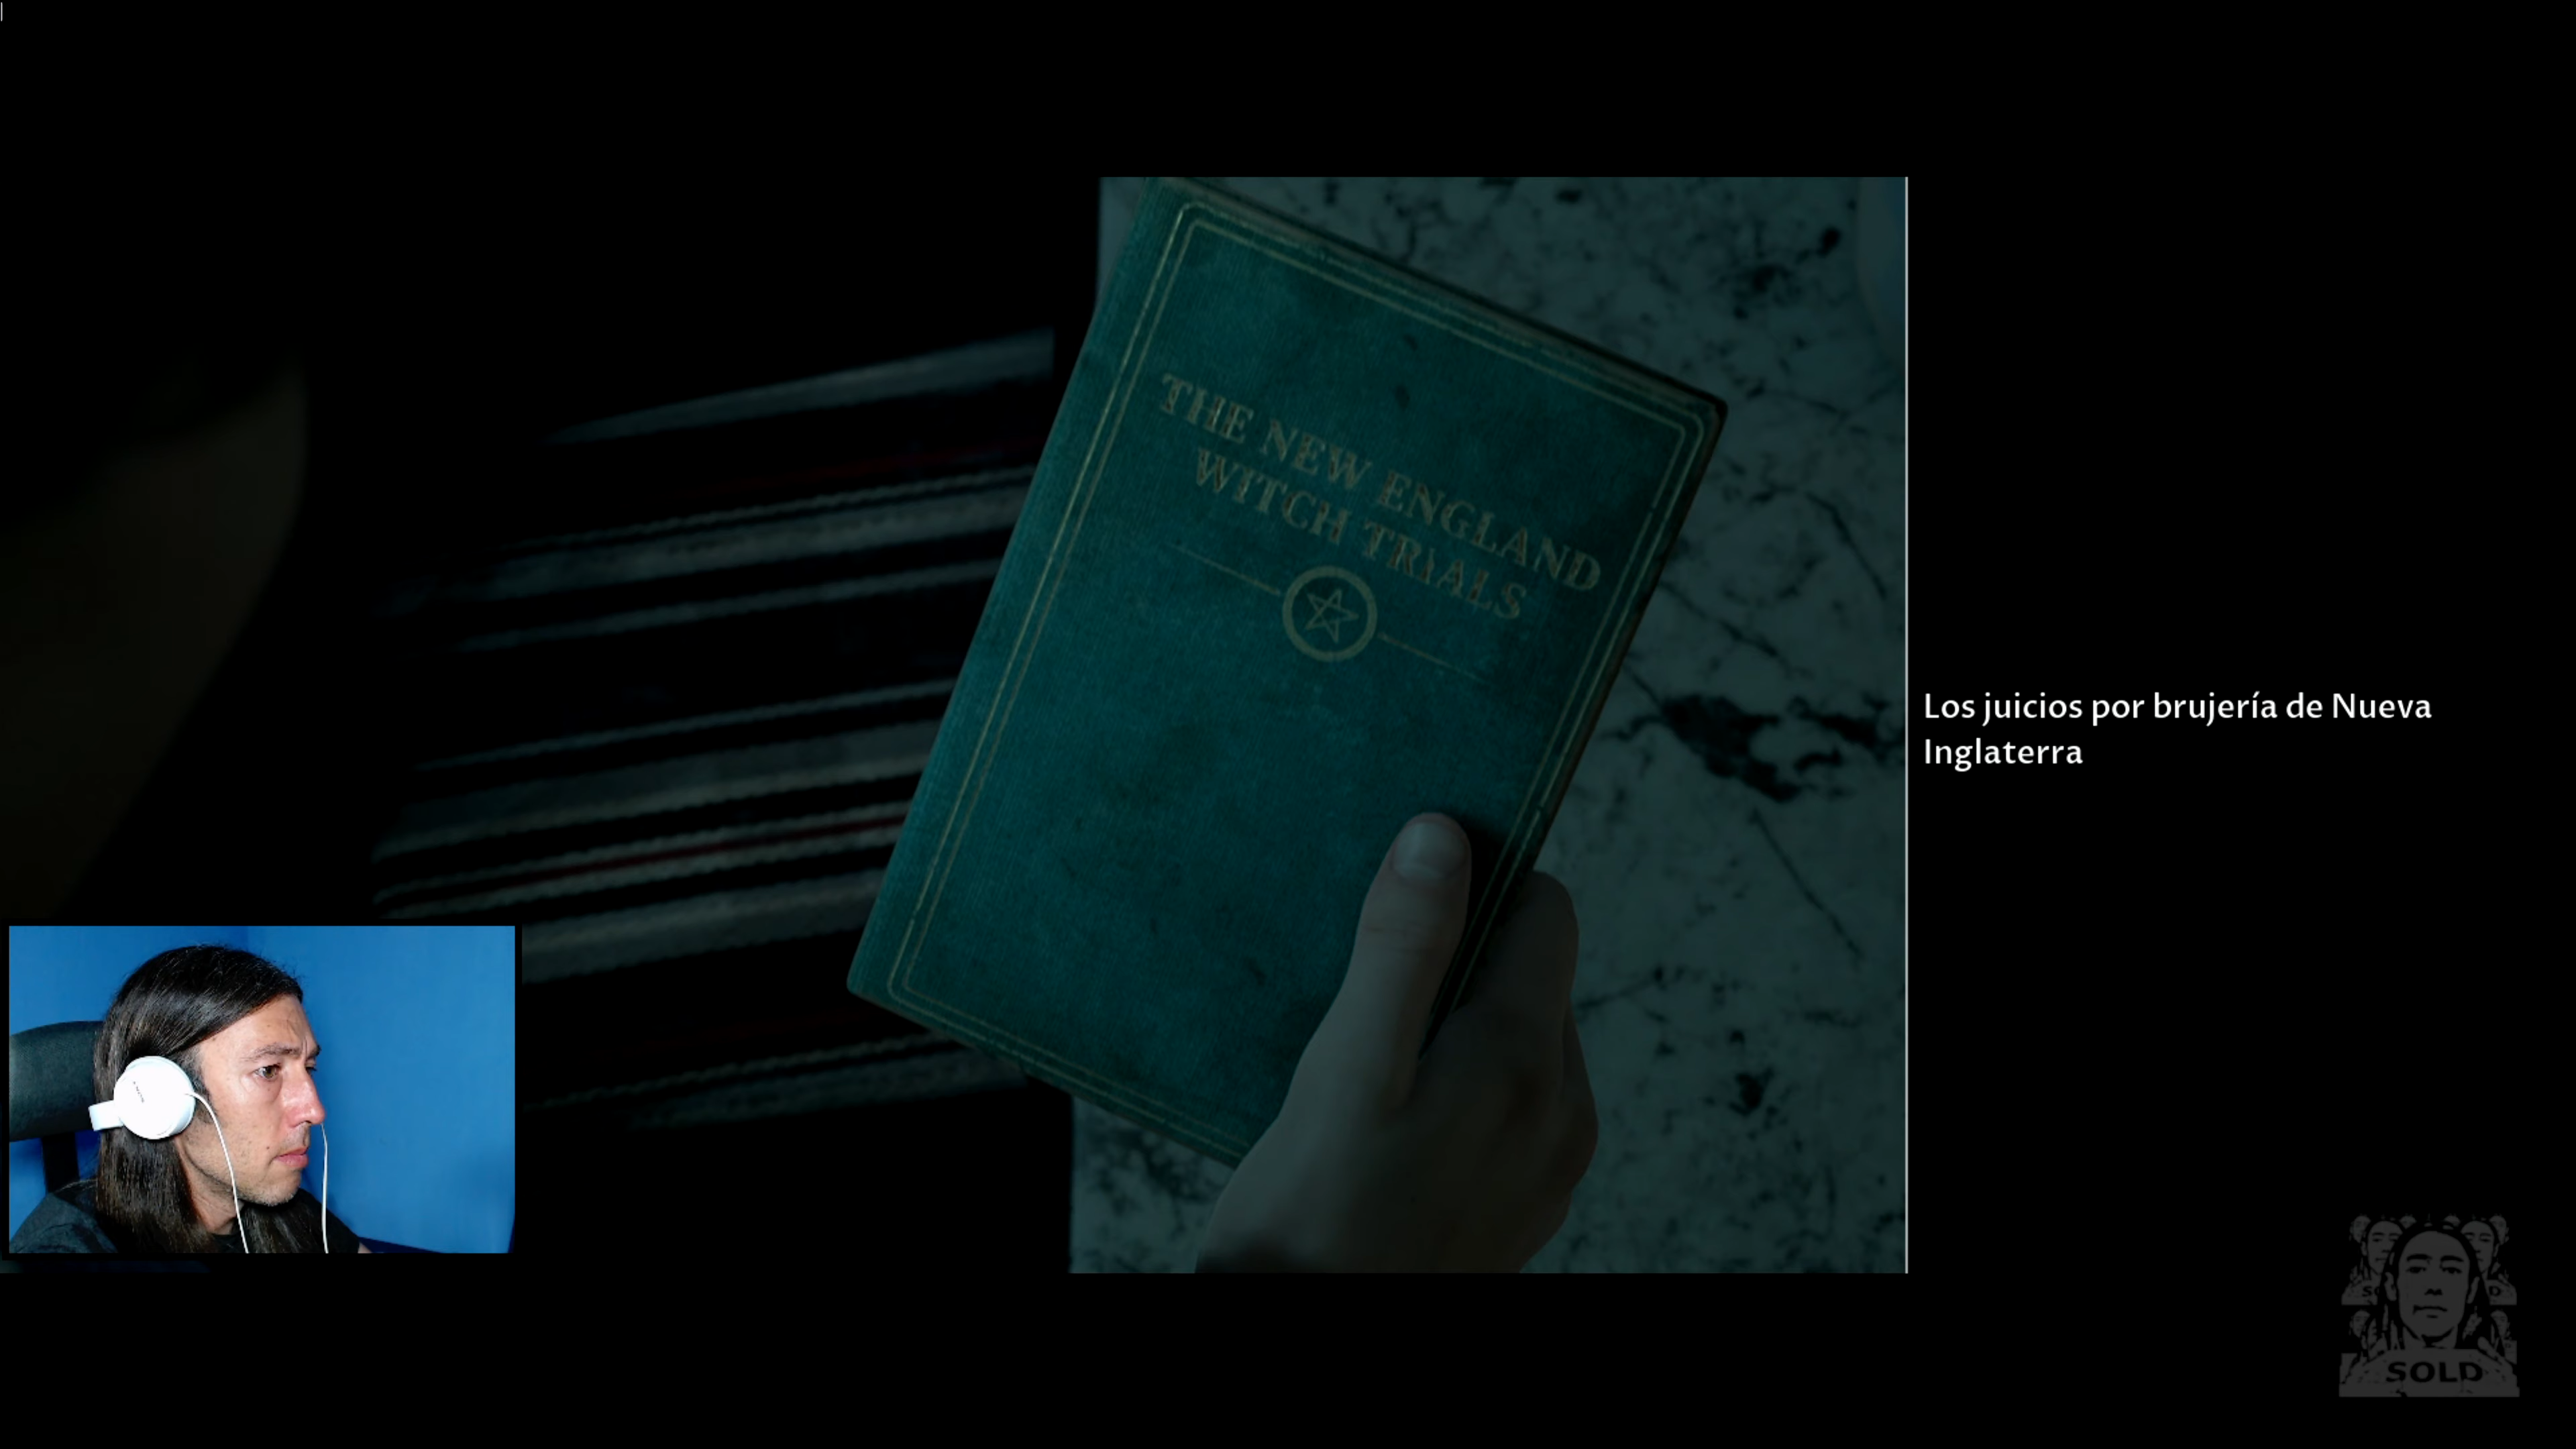 THE NEW ENGLAND
WITCH TRIALS
Los juicios por brujería de Nueva
Inglaterra
SOLD